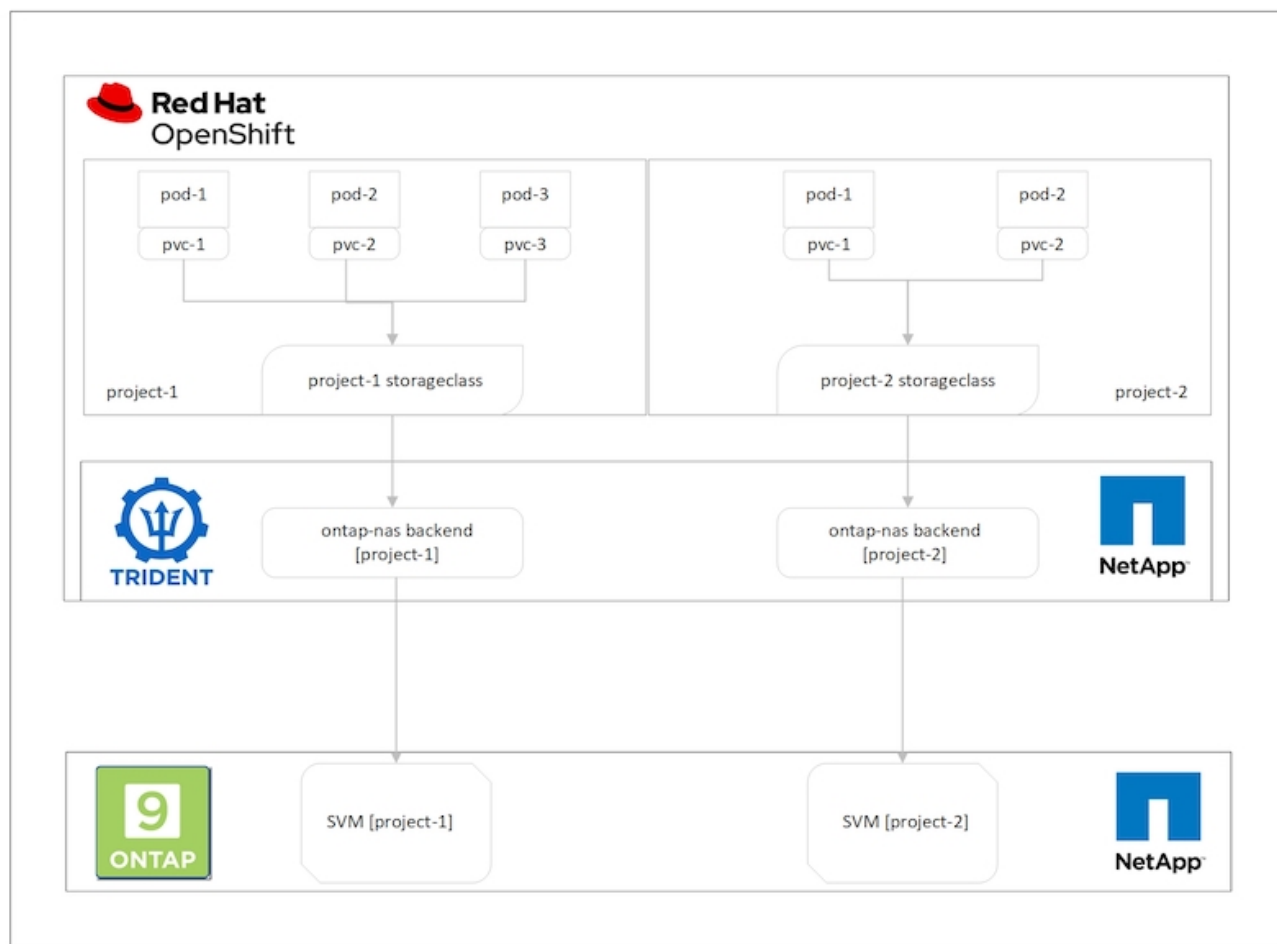 Red Hat
OpenShift
pod-1
pod-2
pod-3
pod-1
pod-2
pvc-1
pvc-2
pvc-3
pvc-1
pvc-2
project-1 storageclass
project-2 storageclass
project-1
project-2
TRIDENT
ontap-nas backend
[project-1]
ontap-nas backend
[project-2]
NetApp
9
ONTAP
SVM [project-1]
SVM [project-2]
NetApp